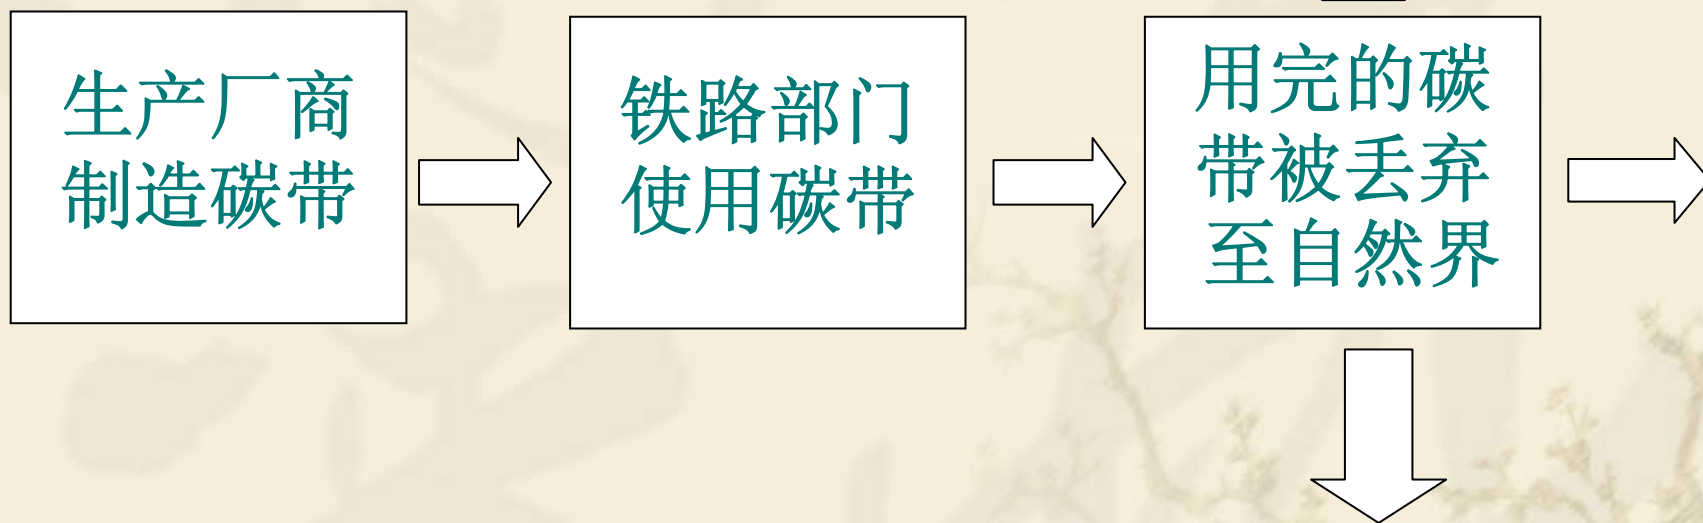 生产厂商
制造碳带
铁路部门
使用碳带
用完的碳
带被丢弃
至自然界